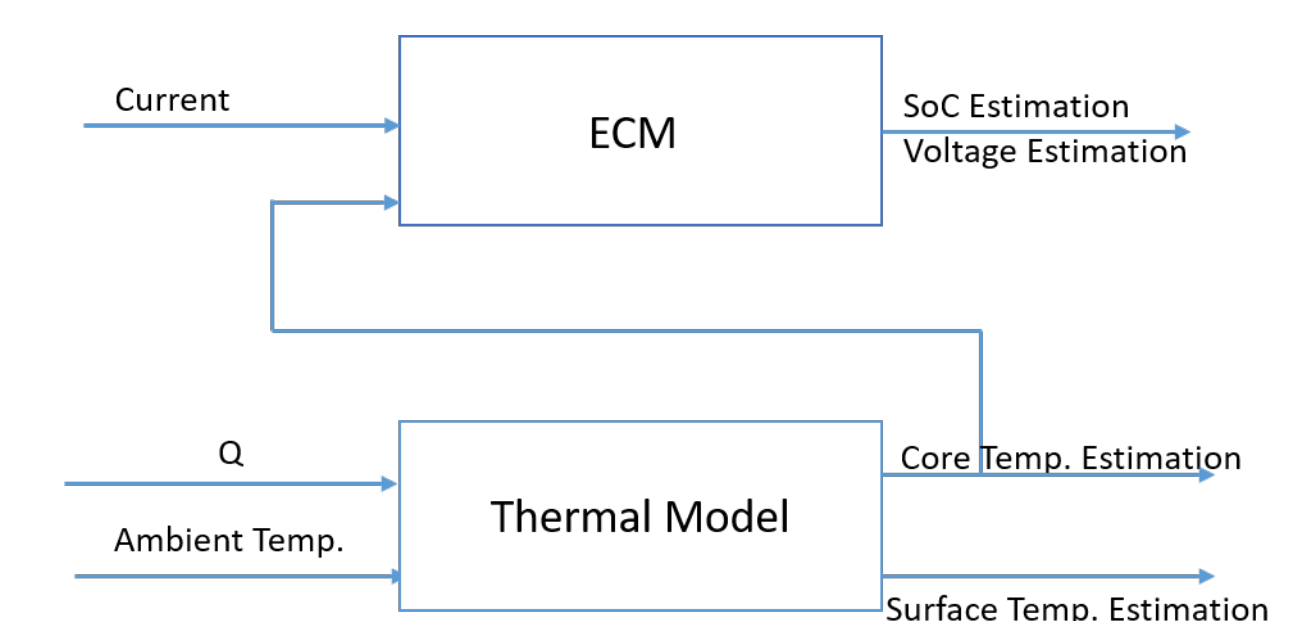 Current
ECM
SoC Estimation
Voltage Estimation
Q
Ambient Temp.
Thermal Model
Core Temp. Estimation
Surface Temp. Estimation